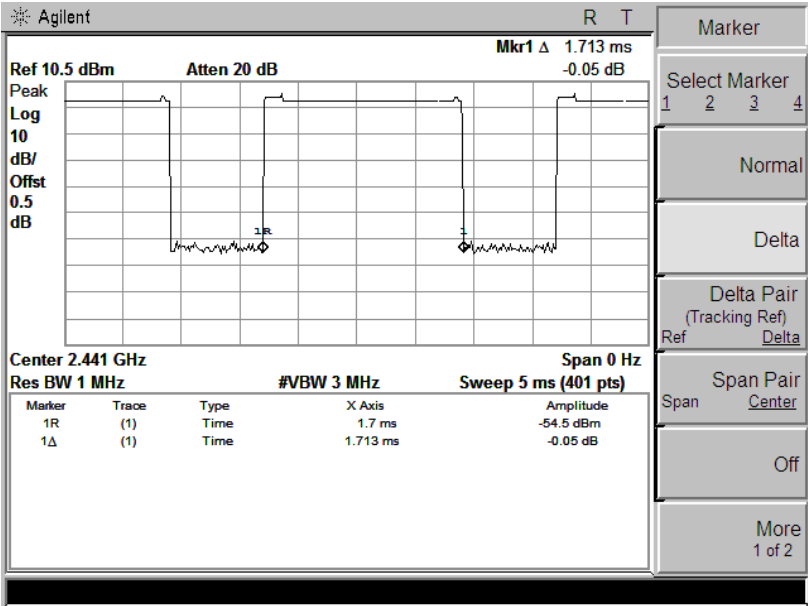 Agilent R T
Mkr1 Δ 1.713 ms
Ref 10.5 dBm Atten 20 dB -0.05 dB
Peak
Log
10
dB/
Offst
0.5
dB
1R 1
Center 2.441 GHz Span 0 Hz
Res BW 1 MHz #VBW 3 MHz Sweep 5 ms (401 pts)
Marker Trace Type X Axis Amplitude
1R (1) Time 1.7 ms -54.5 dBm
1Δ (1) Time 1.713 ms -0.05 dB
Marker
Select Marker
1 2 3 4
Normal
Delta
Delta Pair
(Tracking Ref)
Ref Delta
Span Pair
Span Center
Off
More
1 of 2